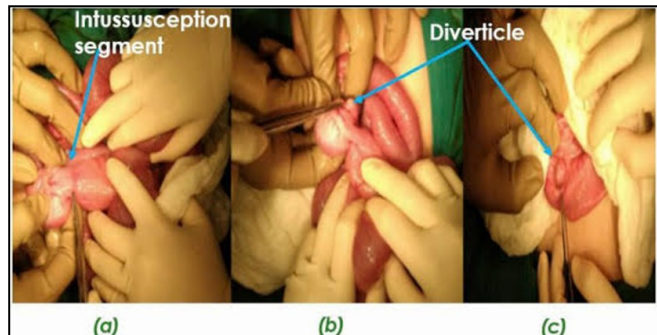 Intussusception
segment
Diverticle
(a)
(b)
(c)